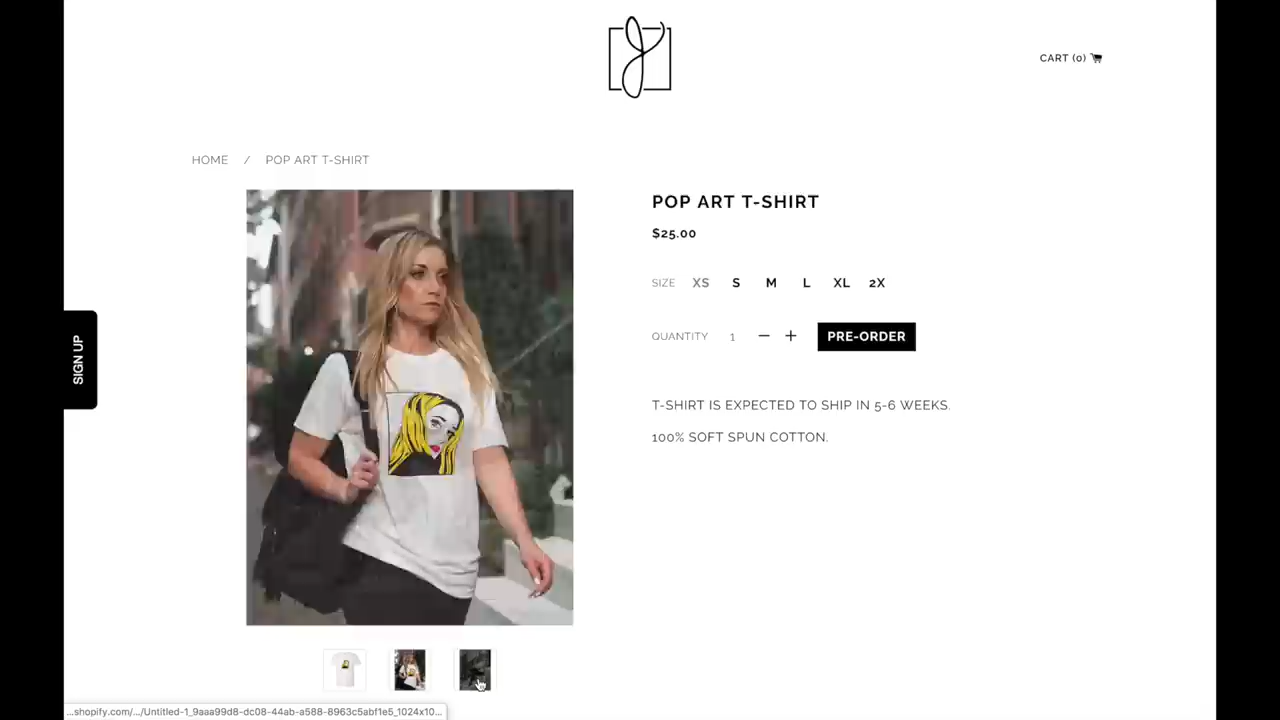 CART (0)
HOME / POP ART T-SHIRT
POP ART T-SHIRT
$25.00
SIZE XS S M L XL 2X
QUANTITY 1 − + PRE-ORDER
T-SHIRT IS EXPECTED TO SHIP IN 5-6 WEEKS.
100% SOFT SPUN COTTON.
SIGN UP
...shopify.com/.../Untitled-1_9aaa99d8-dc08-44ab-a588-8963c5abf1e5_1024x10...